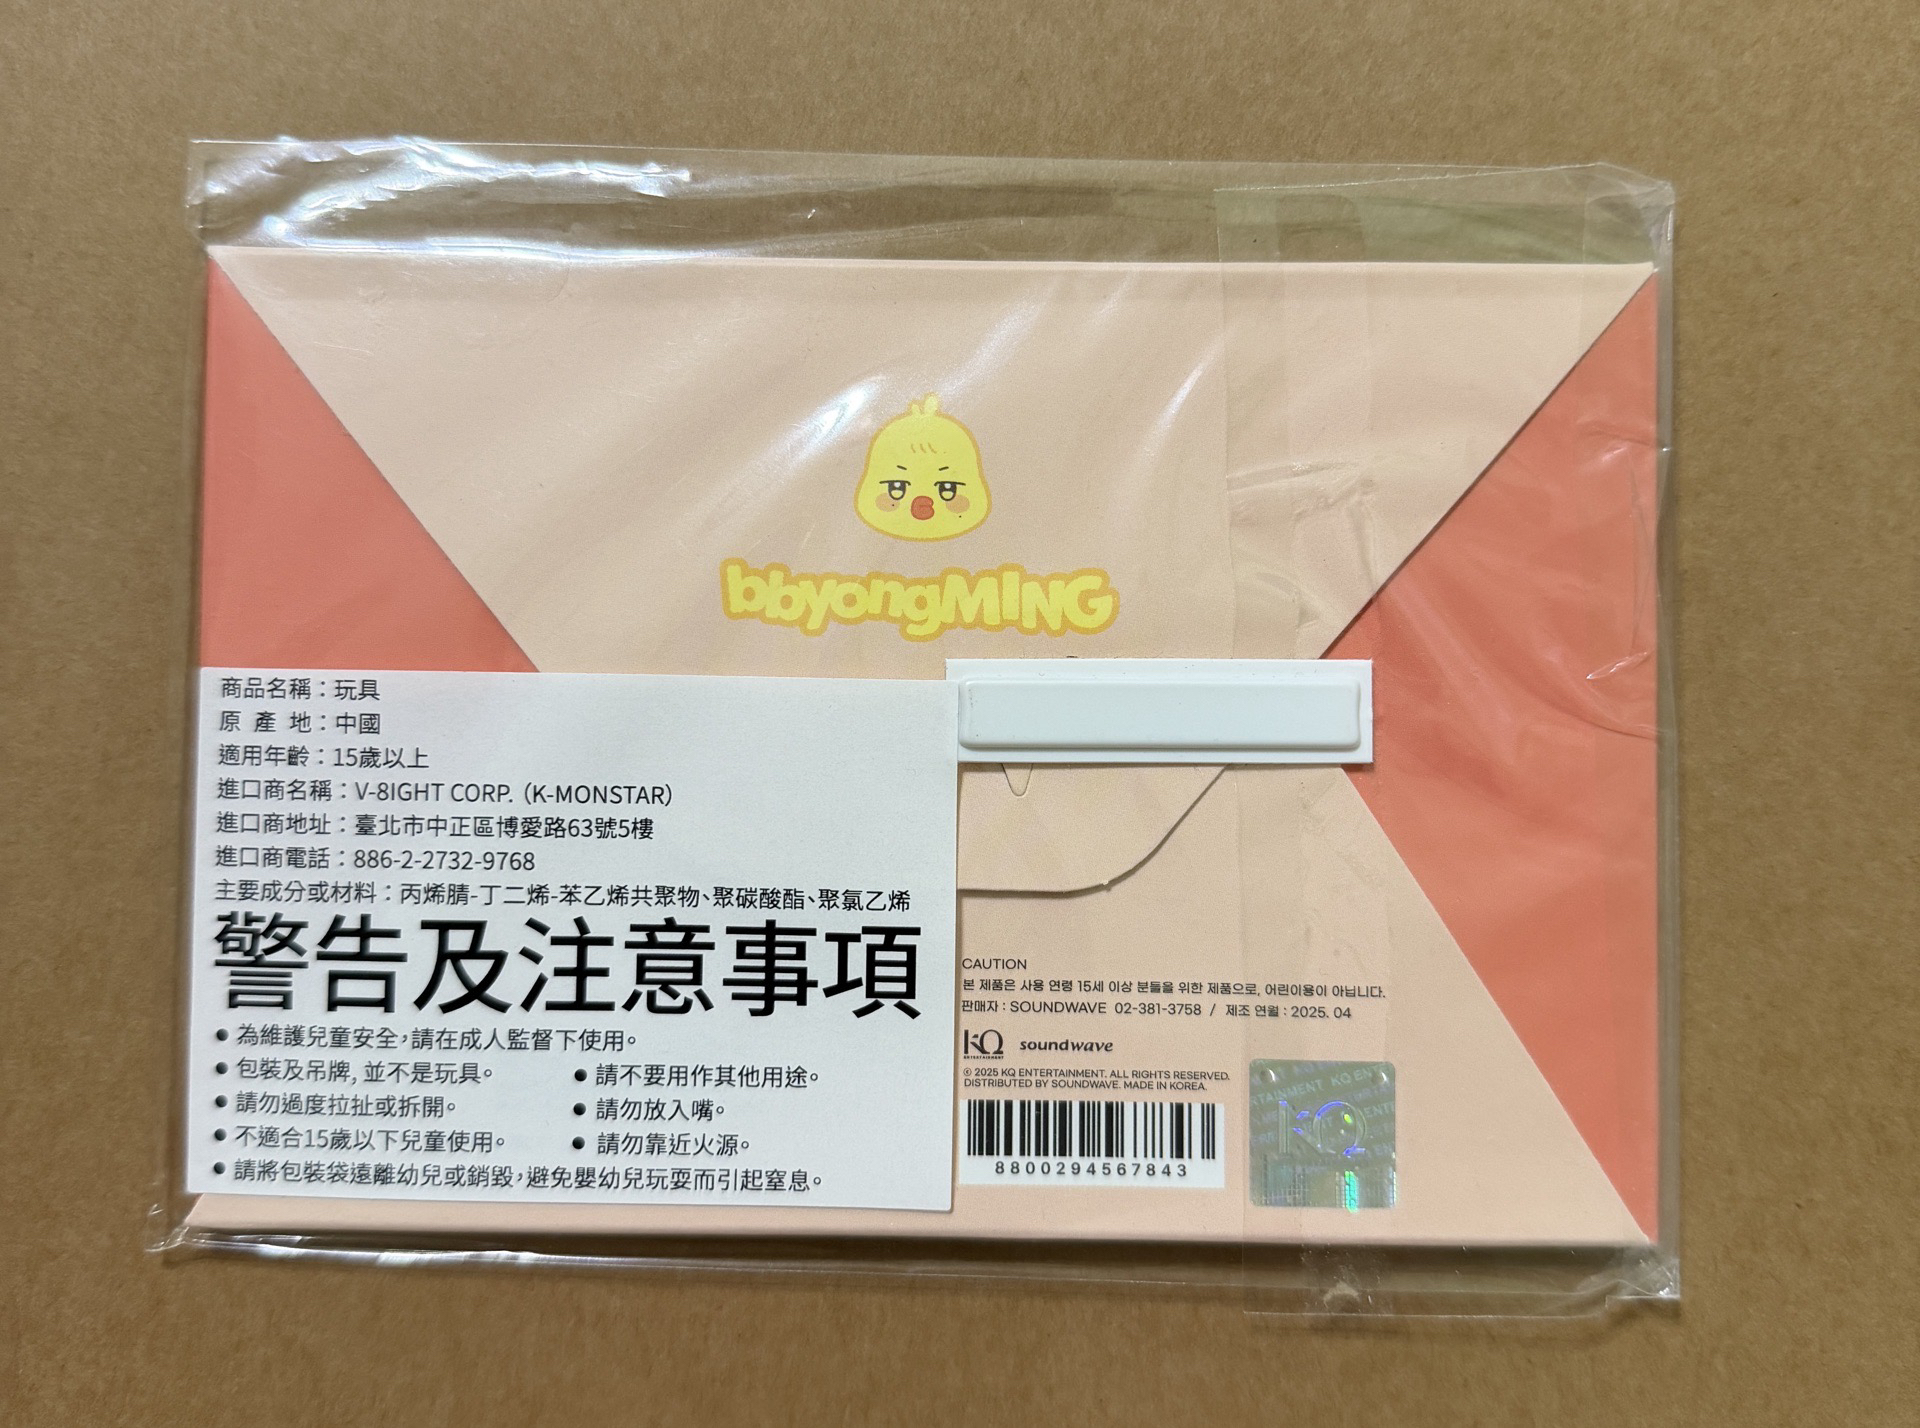 bbyongMING
商品名稱：玩具
原 產 地：中國
適用年齡：15歲以上
進口商名稱：V-8IGHT CORP. (K-MONSTAR)
進口商地址：臺北市中正區博愛路63號5樓
進口商電話：886-2-2732-9768
主要成分或材料：丙烯腈-丁二烯-苯乙烯共聚物、聚碳酸酯、聚氯乙烯
警告及注意事項
●為維護兒童安全，請在成人監督下使用。
●包裝及吊牌, 並不是玩具。
●請不要用作其他用途。
●請勿過度拉扯或拆開。
●請勿放入嘴。
●不適合15歲以下兒童使用。
●請勿靠近火源。
●請將包裝袋遠離幼兒或銷毀，避免嬰幼兒玩耍而引起窒息。
CAUTION
본 제품은 사용 연령 15세 이상 분들을 위한 제품으로, 어린이용이 아닙니다.
판매자 : SOUNDWAVE 02-381-3758 / 제조 연월 : 2025. 04
KQ ENTERTAINMENT soundwave
© 2025 KQ ENTERTAINMENT. ALL RIGHTS RESERVED.
DISTRIBUTED BY SOUNDWAVE. MADE IN KOREA.
8800294567843
KQ